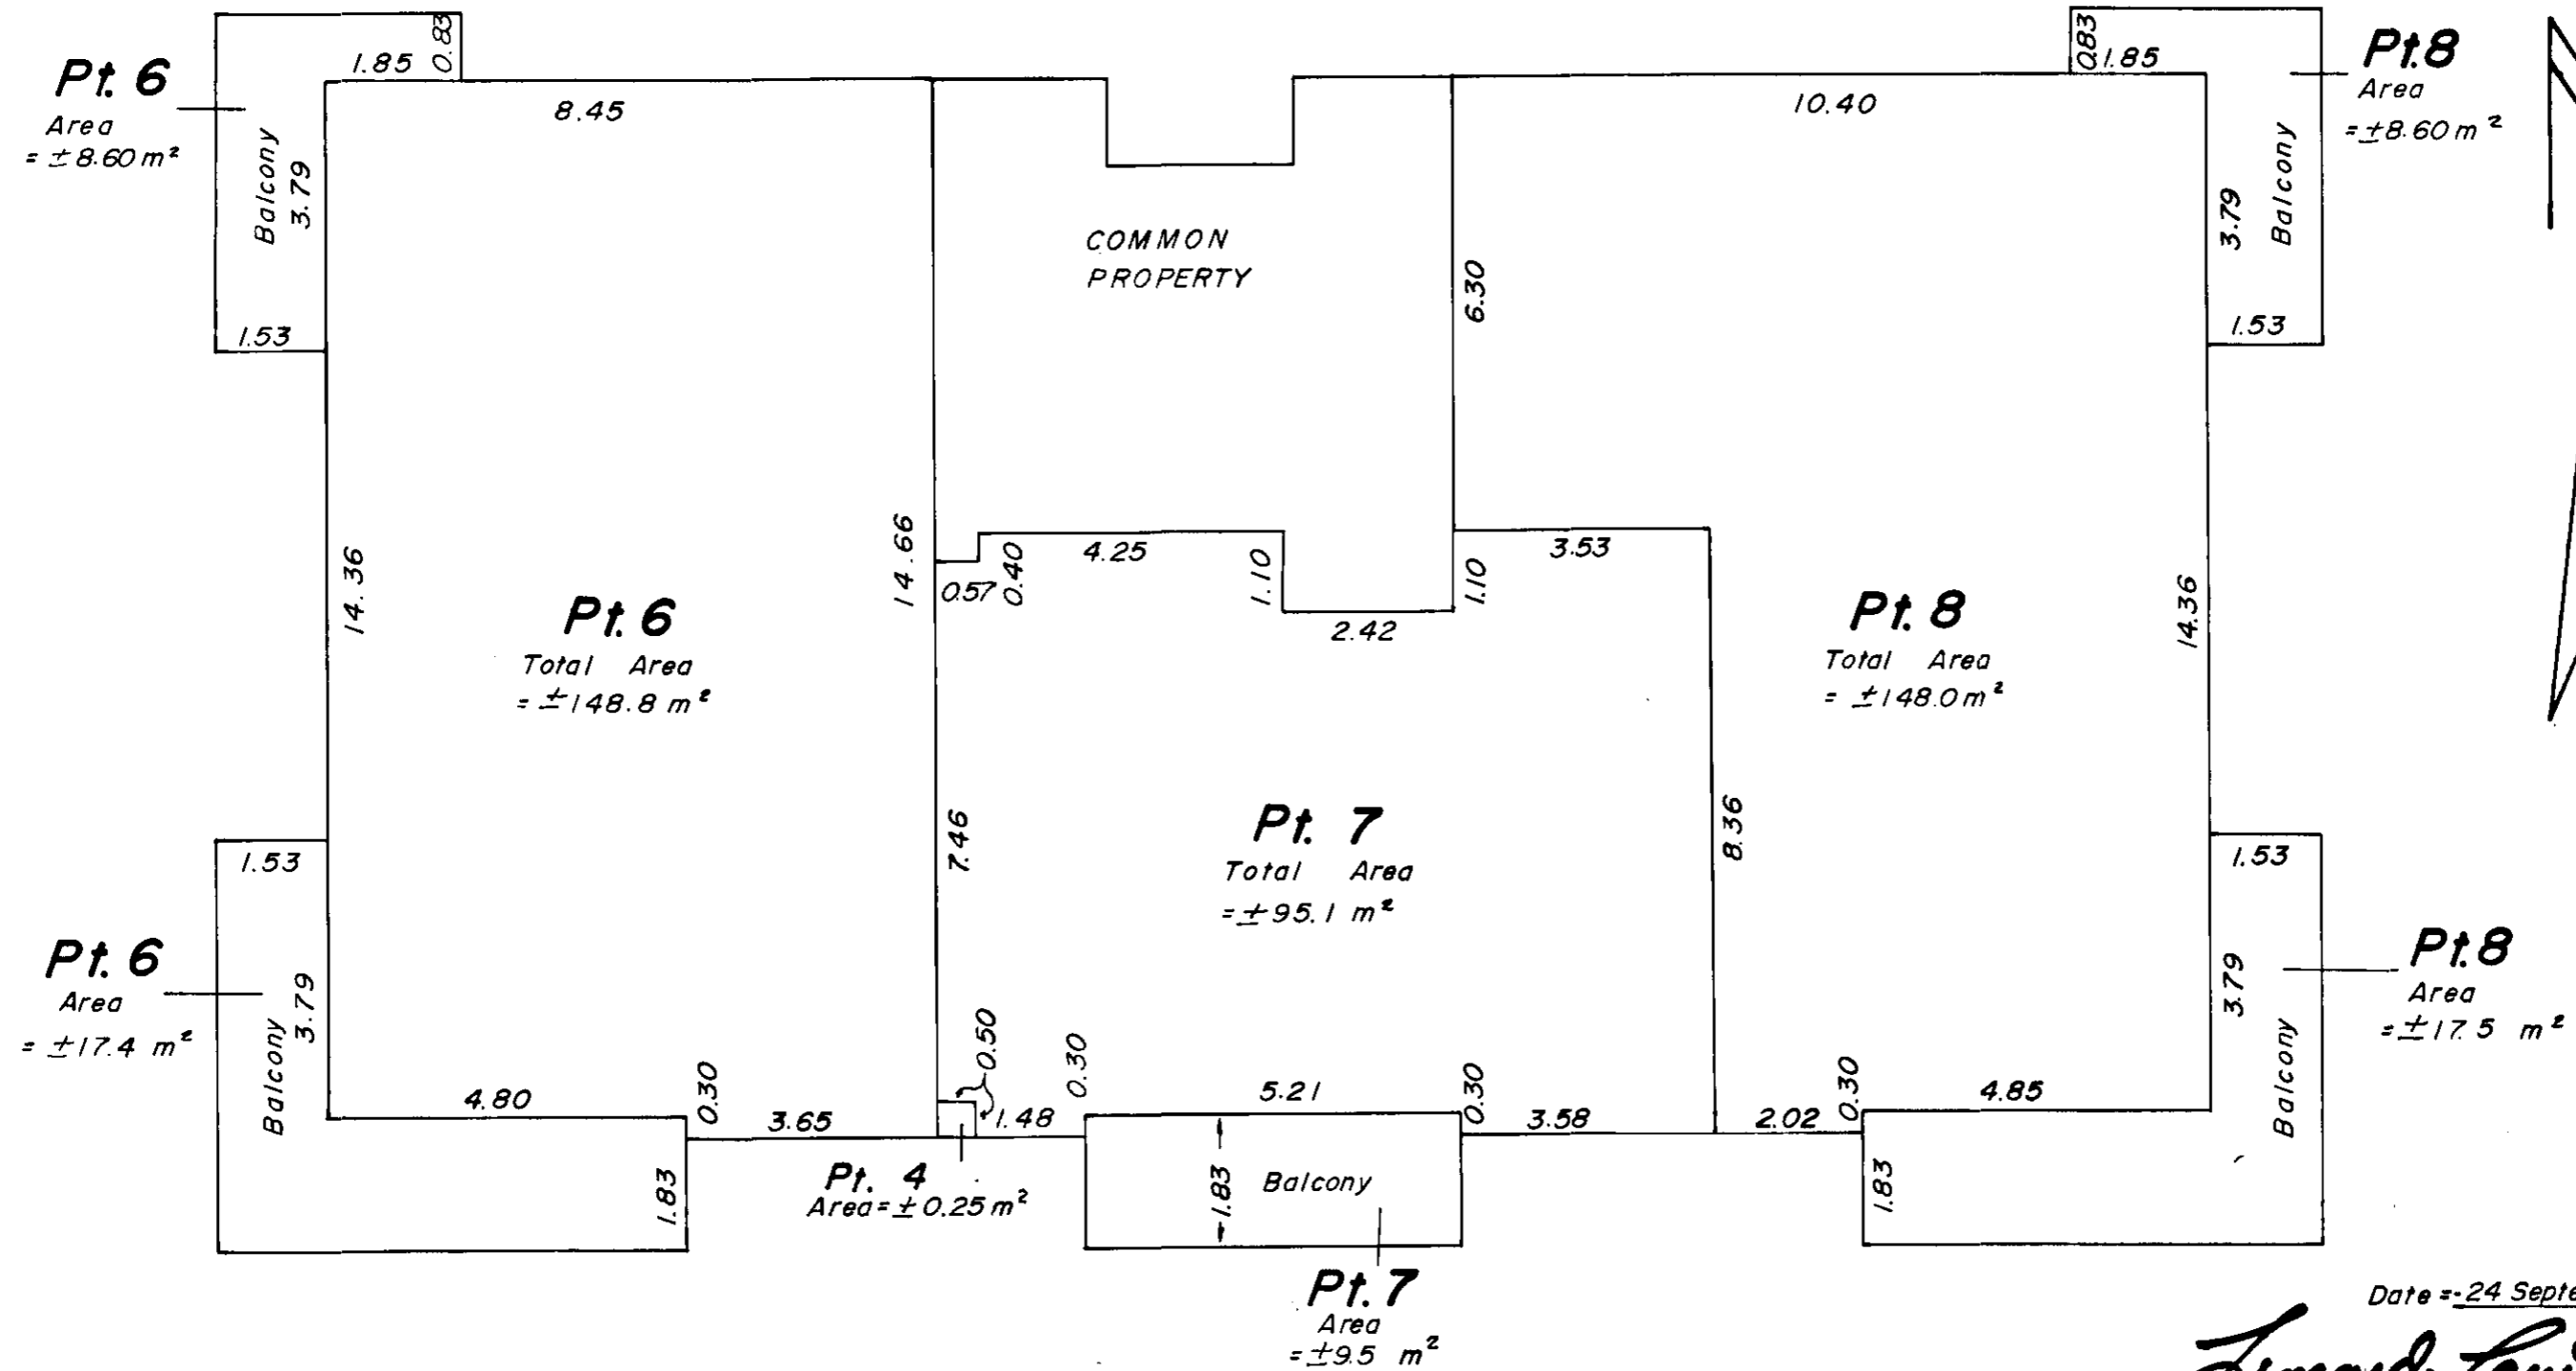 Pt. 6
Area
= ±8.60 m²
Balcony
3.79
1.85
0.83
8.45
1.53
COMMON
PROPERTY
6.30
10.40
0.83
1.85
Pt.8
Area
=±8.60 m²
3.79
Balcony
1.53
14.36
14.66
0.57
0.40
4.25
1.10
2.42
1.10
3.53
14.36
Pt. 6
Total Area
= ±148.8 m²
Pt. 8
Total Area
= ±148.0 m²
7.46
Pt. 7
Total Area
=±95.1 m²
8.36
1.53
Pt. 6
Area
= ±17.4 m²
Balcony
3.79
4.80
0.30
3.65
1.83
0.50
1.48
0.30
Pt. 4
Area=±0.25m²
5.21
1.83
Balcony
0.30
3.58
2.02
0.30
4.85
1.83
1.53
3.79
Balcony
Pt.8
Area
=±17.5 m²
Pt.7
Area
=±9.5 m²
Date =-24 Septe